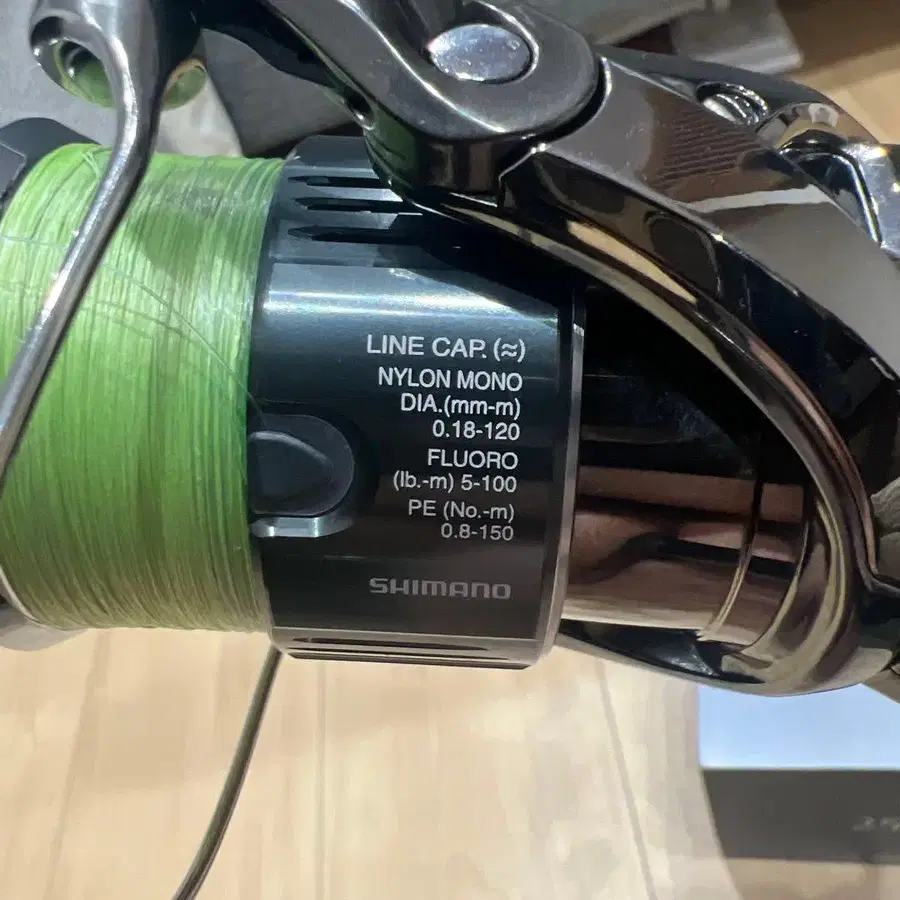 LINE CAP. (≈)
NYLON MONO
DIA.(mm-m)
0.18-120
FLUORO
(lb.-m) 5-100
PE (No.-m)
0.8-150
SHIMANO